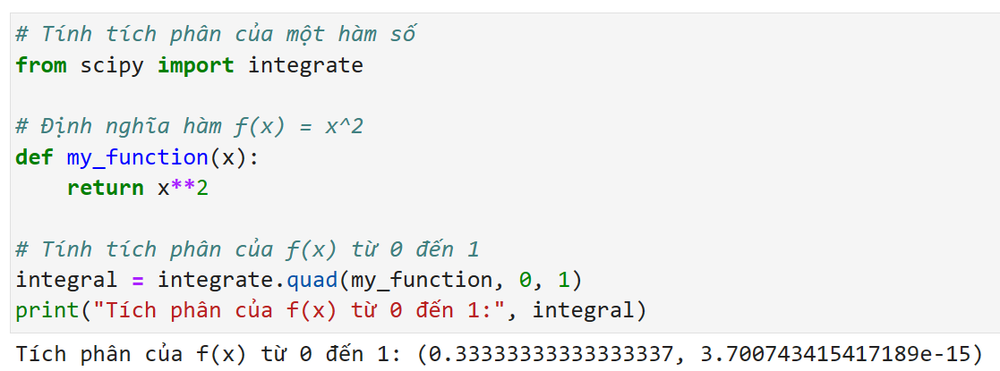 # Tính tích phân của một hàm số
from scipy import integrate
# Định nghĩa hàm f(x) = x^2
def my_function(x):
    return x**2
# Tính tích phân của f(x) từ 0 đến 1
integral = integrate.quad(my_function, 0, 1)
print("Tích phân của f(x) từ 0 đến 1:", integral)
Tích phân của f(x) từ 0 đến 1: (0.33333333333333337, 3.700743415417189e-15)